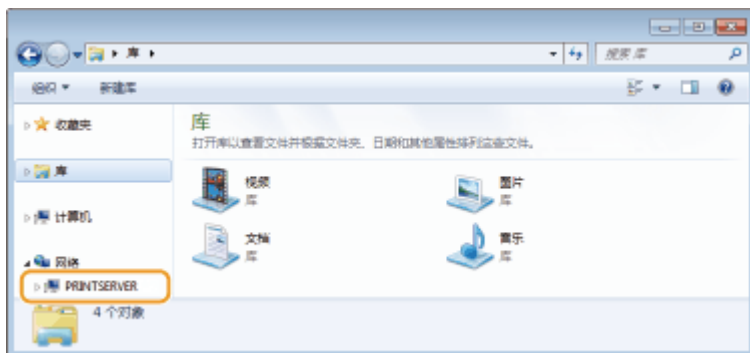 库
搜索 库
组织 新建库
收藏夹
库
计算机
网络
PRINTSERVER
库
打开库以查看文件并根据文件夹、日期和其他属性排列这些文件。
视频
库
图片
库
文档
库
音乐
库
4 个对象